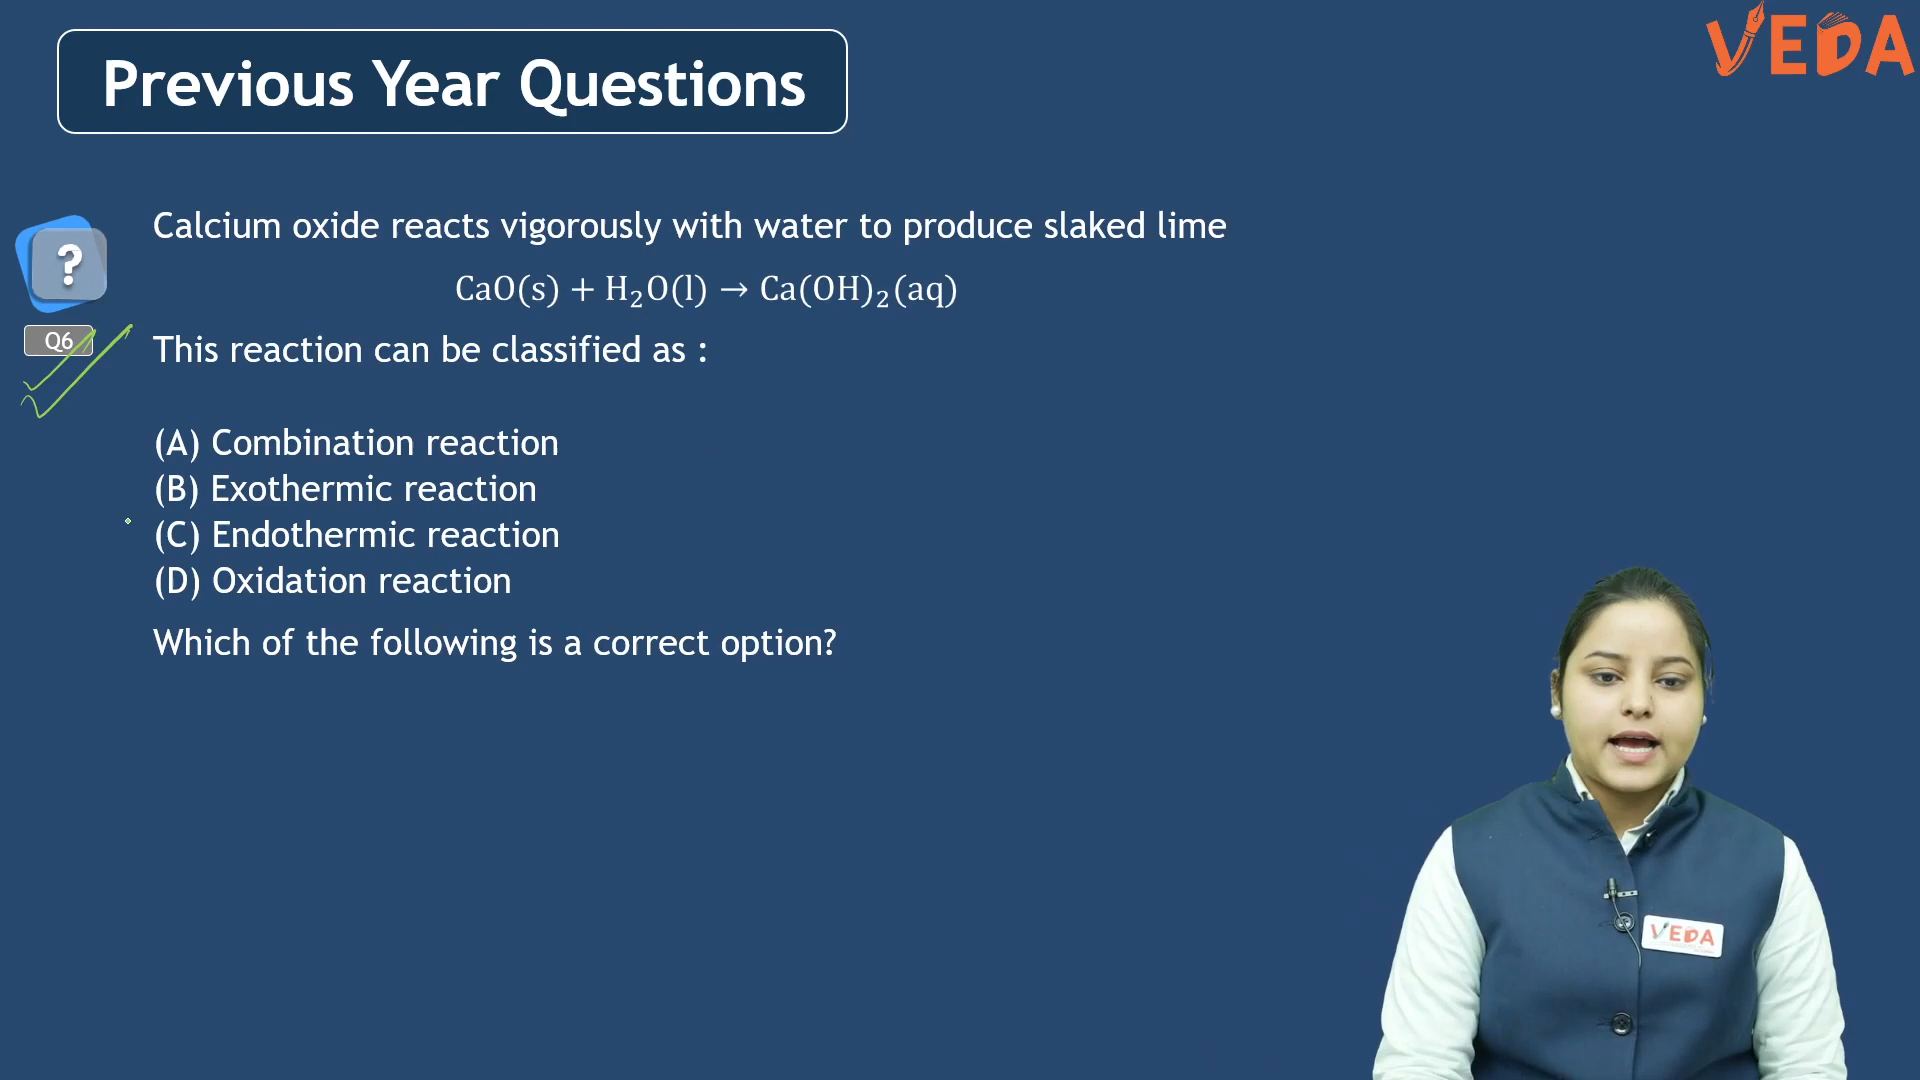 VEDA
Previous Year Questions
Calcium oxide reacts vigorously with water to produce slaked lime
?
CaO(s) + H₂O(l) → Ca(OH)₂(aq)
Q6
This reaction can be classified as :
(A) Combination reaction
(B) Exothermic reaction
(C) Endothermic reaction
(D) Oxidation reaction
Which of the following is a correct option?
VEDA